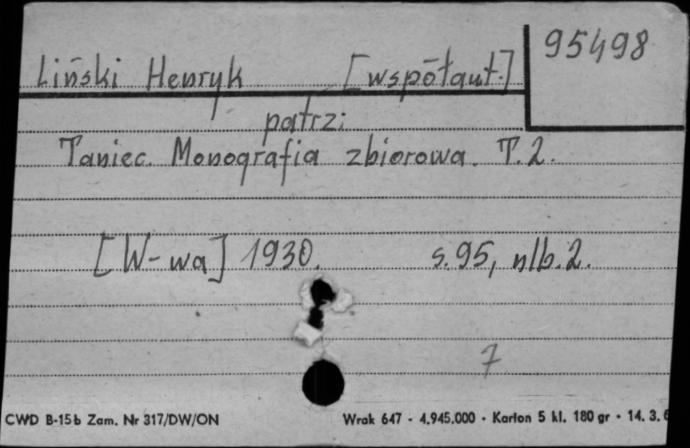 95498
Liński Henryk [współaut.]
patrz:
Taniec. Monografia zbiorowa. T.2.
[W-wa] 1930. s.95, nlb.2.
7
CWD B-15b Zam. Nr 317/DW/ON Wrak 647 - 4.945.000 - Karton 5 kl. 180 gr - 14. 3.